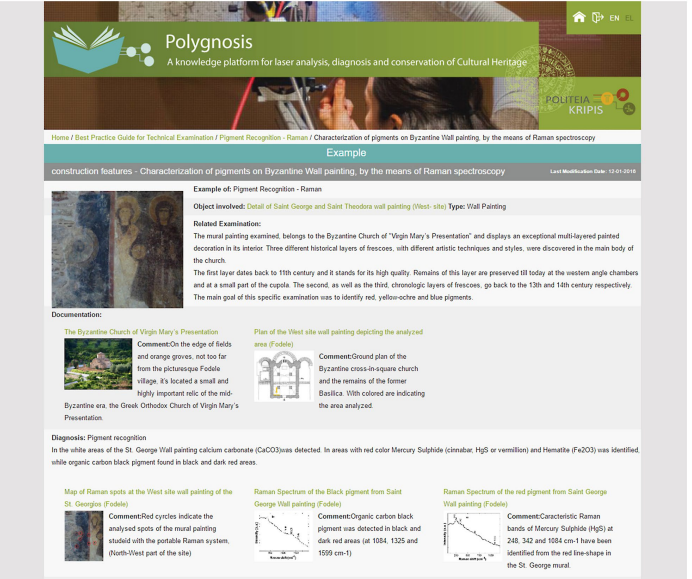 EN EL
Polygnosis
A knowledge platform for laser analysis, diagnosis and conservation of Cultural Heritage
POLITEIA
KRIPIS
Home / Best Practice Guide for Technical Examination / Pigment Recognition - Raman / Characterization of pigments on Byzantine Wall painting, by the means of Raman spectroscopy
Example
construction features - Characterization of pigments on Byzantine Wall painting, by the means of Raman spectroscopy Last Modification Date: 12-01-2016
Example of: Pigment Recognition - Raman
Object involved: Detail of Saint George and Saint Theodora wall painting (West- site) Type: Wall Painting
Related Examination:
The mural painting examined, belongs to the Byzantine Church of "Virgin Mary's Presentation" and displays an exceptional multi-layered painted
decoration in its interior. Three different historical layers of frescoes, with different artistic techniques and styles, were discovered in the main body of
the church.
The first layer dates back to 11th century and it stands for its high quality. Remains of this layer are preserved till today at the western angle chambers
and at a small part of the cupola. The second, as well as the third, chronologic layers of frescoes, go back to the 13th and 14th century respectively.
The main goal of this specific examination was to identify red, yellow-ochre and blue pigments.
Documentation:
The Byzantine Church of Virgin Mary's Presentation
Comment:On the edge of fields
and orange groves, not too far
from the picturesque Fodele
village, it's located a small and
highly important relic of the mid-
Byzantine era, the Greek Orthodox Church of Virgin Mary's
Presentation.
Plan of the West site wall painting depicting the analyzed
area (Fodele)
Comment:Ground plan of the
Byzantine cross-in-square church
and the remains of the former
Basilica. With colored are indicating
the area analyzed.
Diagnosis: Pigment recognition
In the white areas of the St. George Wall painting calcium carbonate (CaCO3)was detected. In areas with red color Mercury Sulphide (cinnabar, HgS or vermillion) and Hematite (Fe2O3) was identified,
while organic carbon black pigment found in black and dark red areas.
Map of Raman spots at the West site wall painting of the
St. Georgios (Fodele)
Comment:Red cyrcles indicate the
analysed spots of the mural painting
studeid with the portable Raman system,
(North-West part of the site)
Raman Spectrum of the Black pigment from Saint
George Wall painting (Fodele)
Comment:Organic carbon black
pigment was detected in black and
dark red areas (at 1084, 1325 and
1599 cm-1)
Raman Spectrum of the red pigment from Saint George
Wall painting (Fodele)
Comment:Caracteristic Raman
bands of Mercury Sulphide (HgS) at
248, 342 and 1084 cm-1 have been
identified from the red line-shape in
the St. George mural.